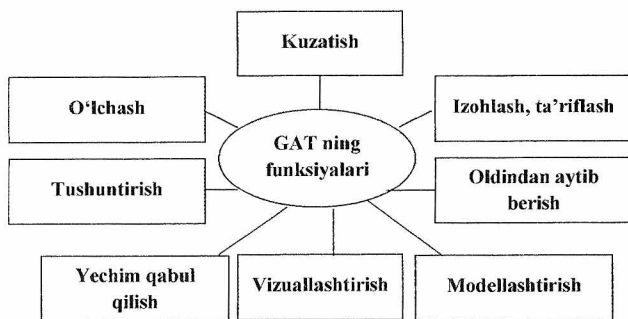 Kuzatish
O‘lchash
Izohlash, ta’riflash
GAT ning
funksiyalari
Tushuntirish
Oldindan aytib
berish
Yechim qabul
qilish
Vizuallashtirish
Modellashtirish